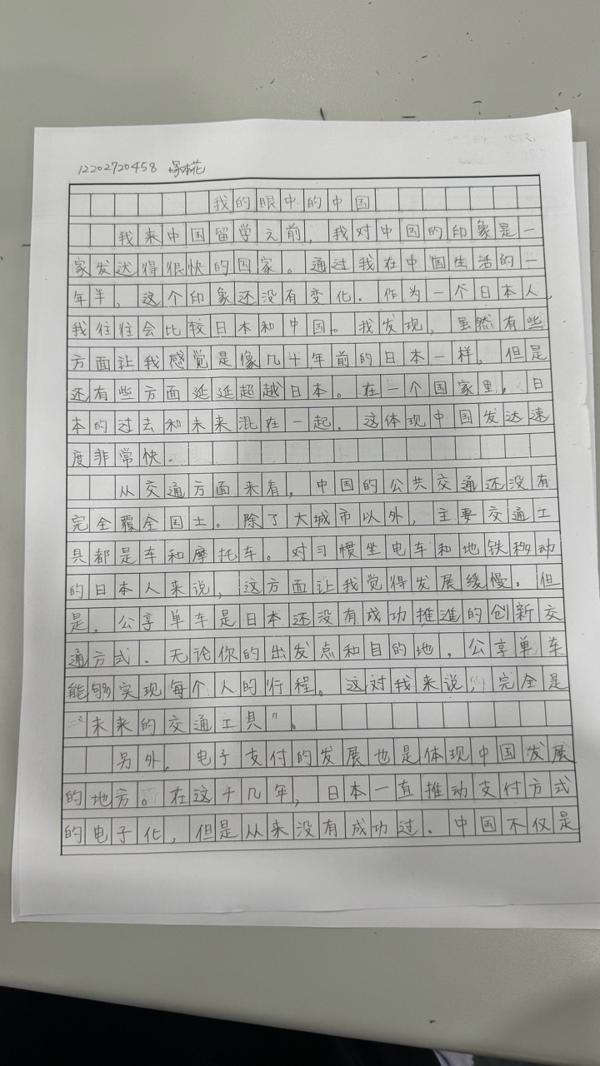 12202720458
我的眼中的中国
我来中国留学之前，我对中国的印象是一
家发达得很快的国家。通过我在中国生活的一
年半，这个印象还没有变化．作为一个日本人，
我往往会比较日本和中国。我发现，虽然有些
方面让我感觉是像几十年前的日本一样，但是
还有些方面延延超越日本。在一个国家里，日
本的过去和未来混在一起．这体现中国发达速
度非常快．
从交通方面来看，中国的公共交通还没有
完全覆全国土。除了大城市以外，主要交通工
具都是车和摩托车。对习惯坐电车和地铁移动
的日本人来说，这方面让我觉得发展缓慢．但
是．公享单车是日本还没有成功推進的创新交
通方式．无论你的出发点和目的地，公享单车
能够实现每个人的行程。这对我来说，完全是
“未来的交通工具”。
另外，电子支付的发展也是体现中国发展
的地方。在这十几年，日本一直推动支付方式
的电子化，但是从来没有成功过．中国不仅是